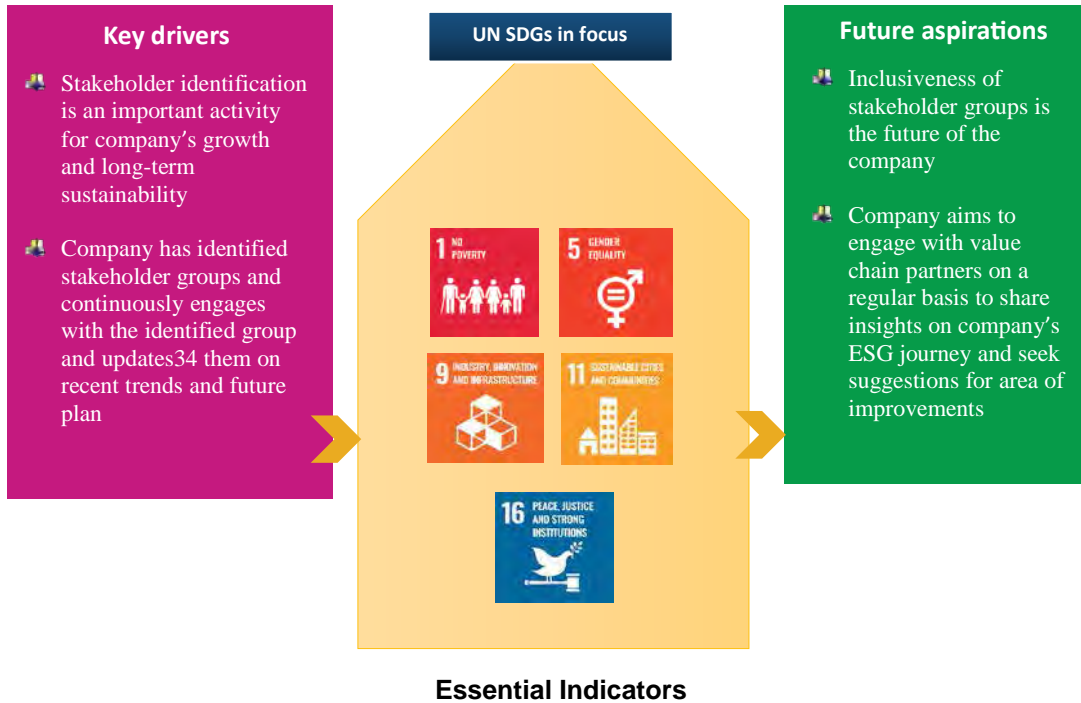 Key drivers
Stakeholder identification
is an important activity
for company’s growth
and long-term
sustainability
Company has identified
stakeholder groups and
continuously engages
with the identified group
and updates34 them on
recent trends and future
plan
UN SDGs in focus
1 NO
POVERTY
5 GENDER
EQUALITY
9 INDUSTRY, INNOVATION
AND INFRASTRUCTURE
11 SUSTAINABLE CITIES
AND COMMUNITIES
16 PEACE, JUSTICE
AND STRONG
INSTITUTIONS
Future aspirations
Inclusiveness of
stakeholder groups is
the future of the
company
Company aims to
engage with value
chain partners on a
regular basis to share
insights on company’s
ESG journey and seek
suggestions for area of
improvements
Essential Indicators